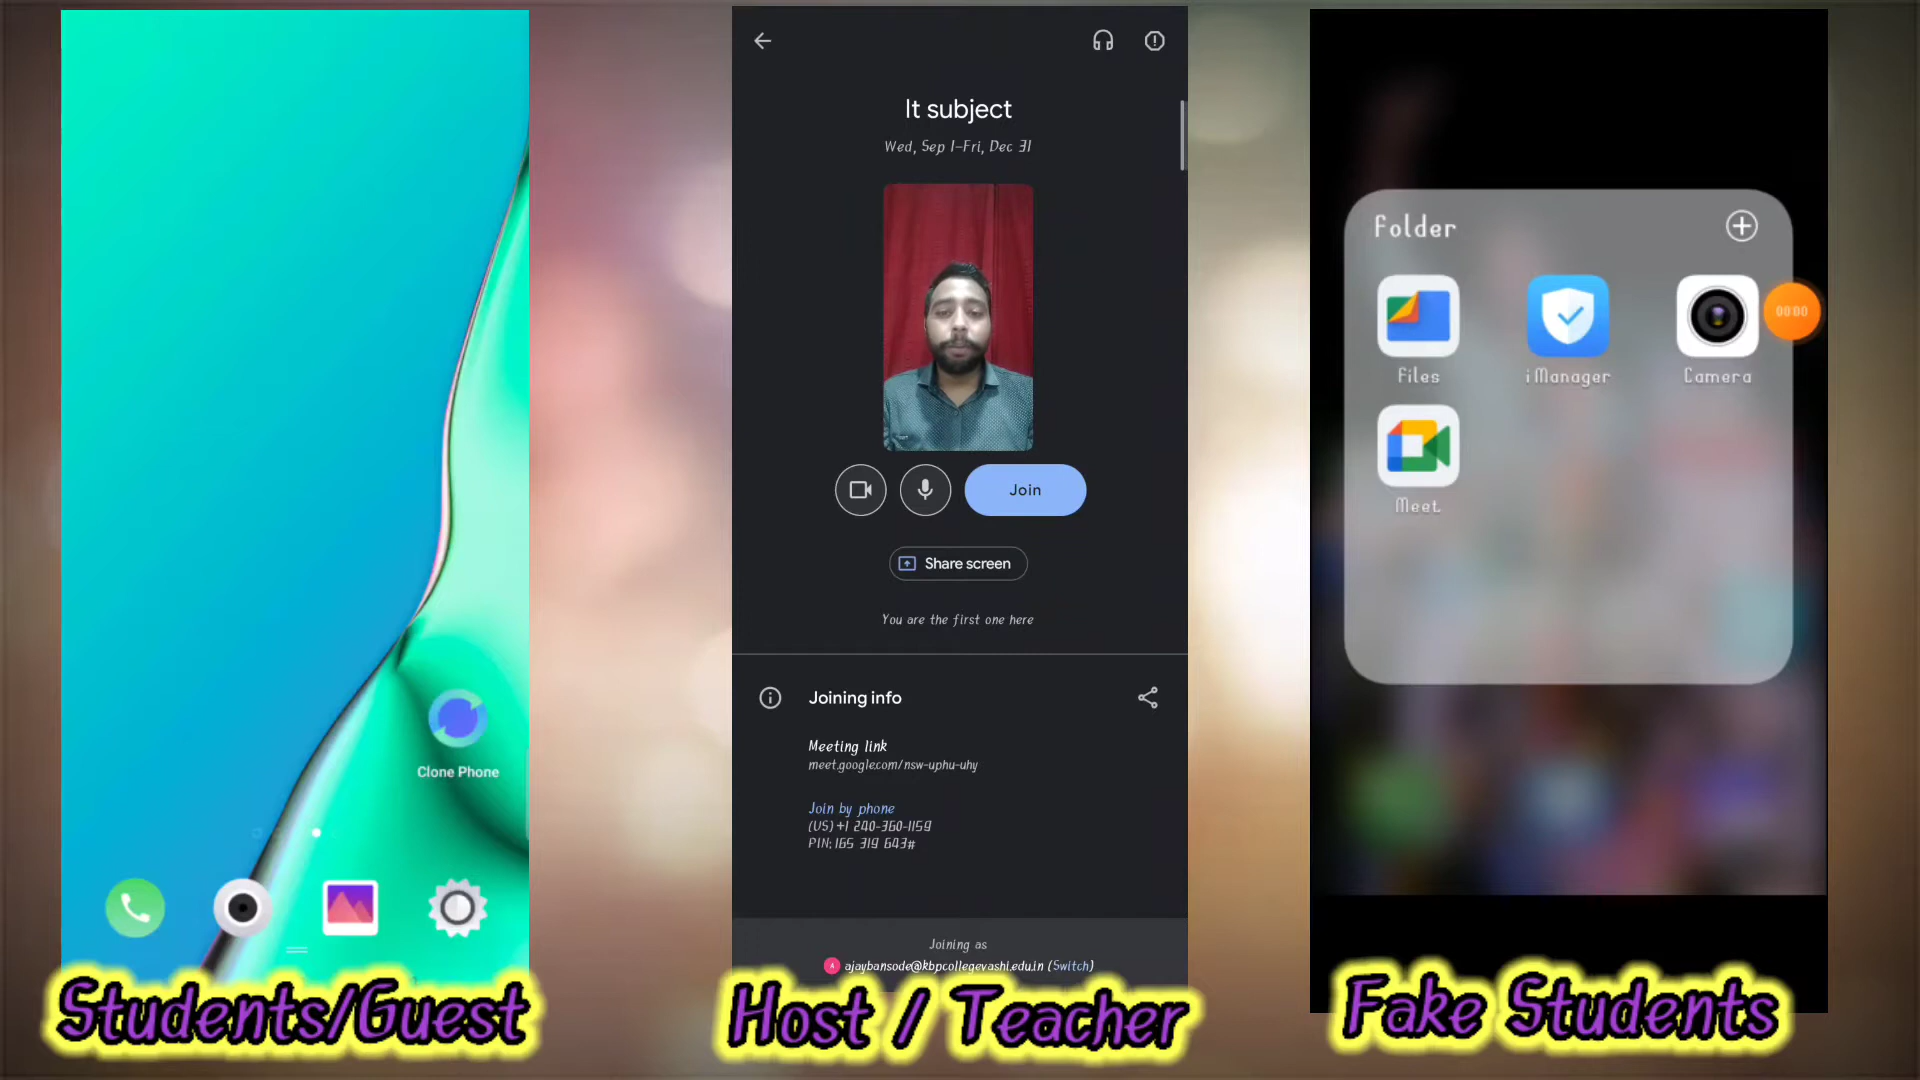 Clone Phone
Students/Guest
It subject
Wed, Sep 1–Fri, Dec 31
Join
Share screen
You are the first one here
Joining info
Meeting link
meet.google.com/nsw-uphu-uhy
Join by phone
(US) +1 240-360-1159
PIN: 165 319 643#
Joining as
A ajaybansode@kbpcollegevashi.edu.in (Switch)
Host / Teacher
Folder
00:00
Files
i Manager
Camera
Meet
Fake Students